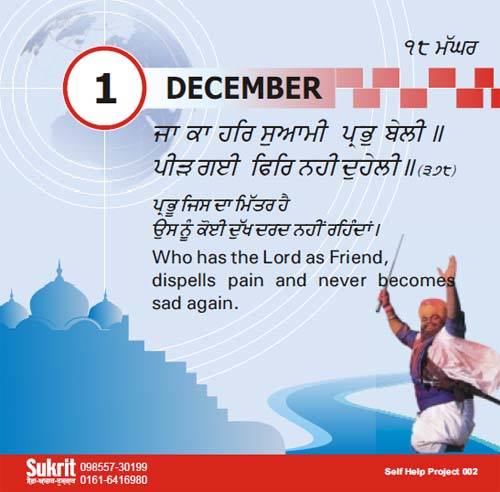 ੧੮ ਮੱਘਰ
1 DECEMBER
ਜਾ ਕਾ ਹਰਿ ਸੁਆਮੀ ਪ੍ਰਭੁ ਬੇਲੀ ॥
ਪੀੜ ਗਈ ਫਿਰਿ ਨਹੀ ਦੁਹੇਲੀ ॥ (੩੭੮)
ਪ੍ਰਭੂ ਜਿਸ ਦਾ ਮਿੱਤਰ ਹੈ
ਉਸ ਨੂੰ ਕੋਈ ਦੁੱਖ ਦਰਦ ਨਹੀਂ ਰਹਿੰਦਾਂ ।
Who has the Lord as Friend,
dispells pain and never becomes
sad again.
Sukrit 098557-30199
0161-6416980
Self Help Project 002